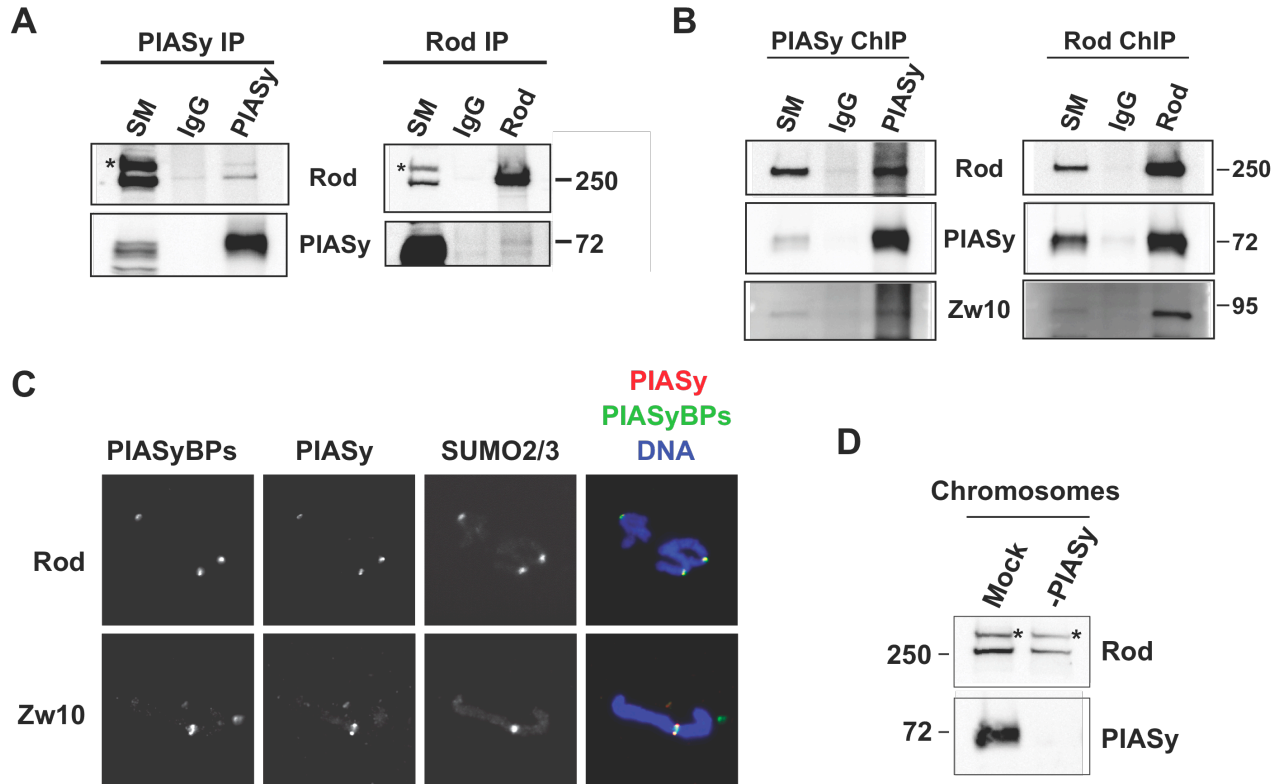 A
PIASy IP
Rod IP
SM
IgG
PIASy
SM
IgG
Rod
*
Rod
*
250
PIASy
72
B
PIASy ChIP
Rod ChIP
SM
IgG
PIASy
SM
IgG
Rod
Rod
250
PIASy
72
Zw10
95
C
PIASyBPs
PIASy
SUMO2/3
PIASy
PIASyBPs
DNA
Rod
Zw10
D
Chromosomes
Mock
-PIASy
* *
250
Rod
72
PIASy